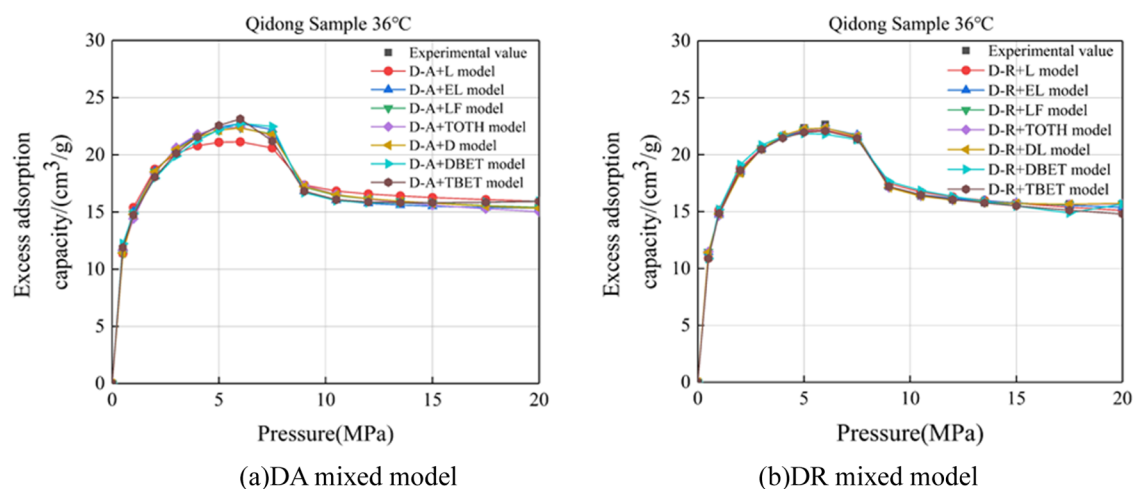 Qidong Sample 36℃
30
25
20
15
10
5
0
0 5 10 15 20
Excess adsorption
capacity/(cm³/g)
Pressure(MPa)
Experimental value
D-A+L model
D-A+EL model
D-A+LF model
D-A+TOTH model
D-A+D model
D-A+DBET model
D-A+TBET model
(a)DA mixed model
Qidong Sample 36℃
30
25
20
15
10
5
0
0 5 10 15 20
Excess adsorption
capacity/(cm³/g)
Pressure(MPa)
Experimental value
D-R+L model
D-R+EL model
D-R+LF model
D-R+TOTH model
D-R+DL model
D-R+DBET model
D-R+TBET model
(b)DR mixed model